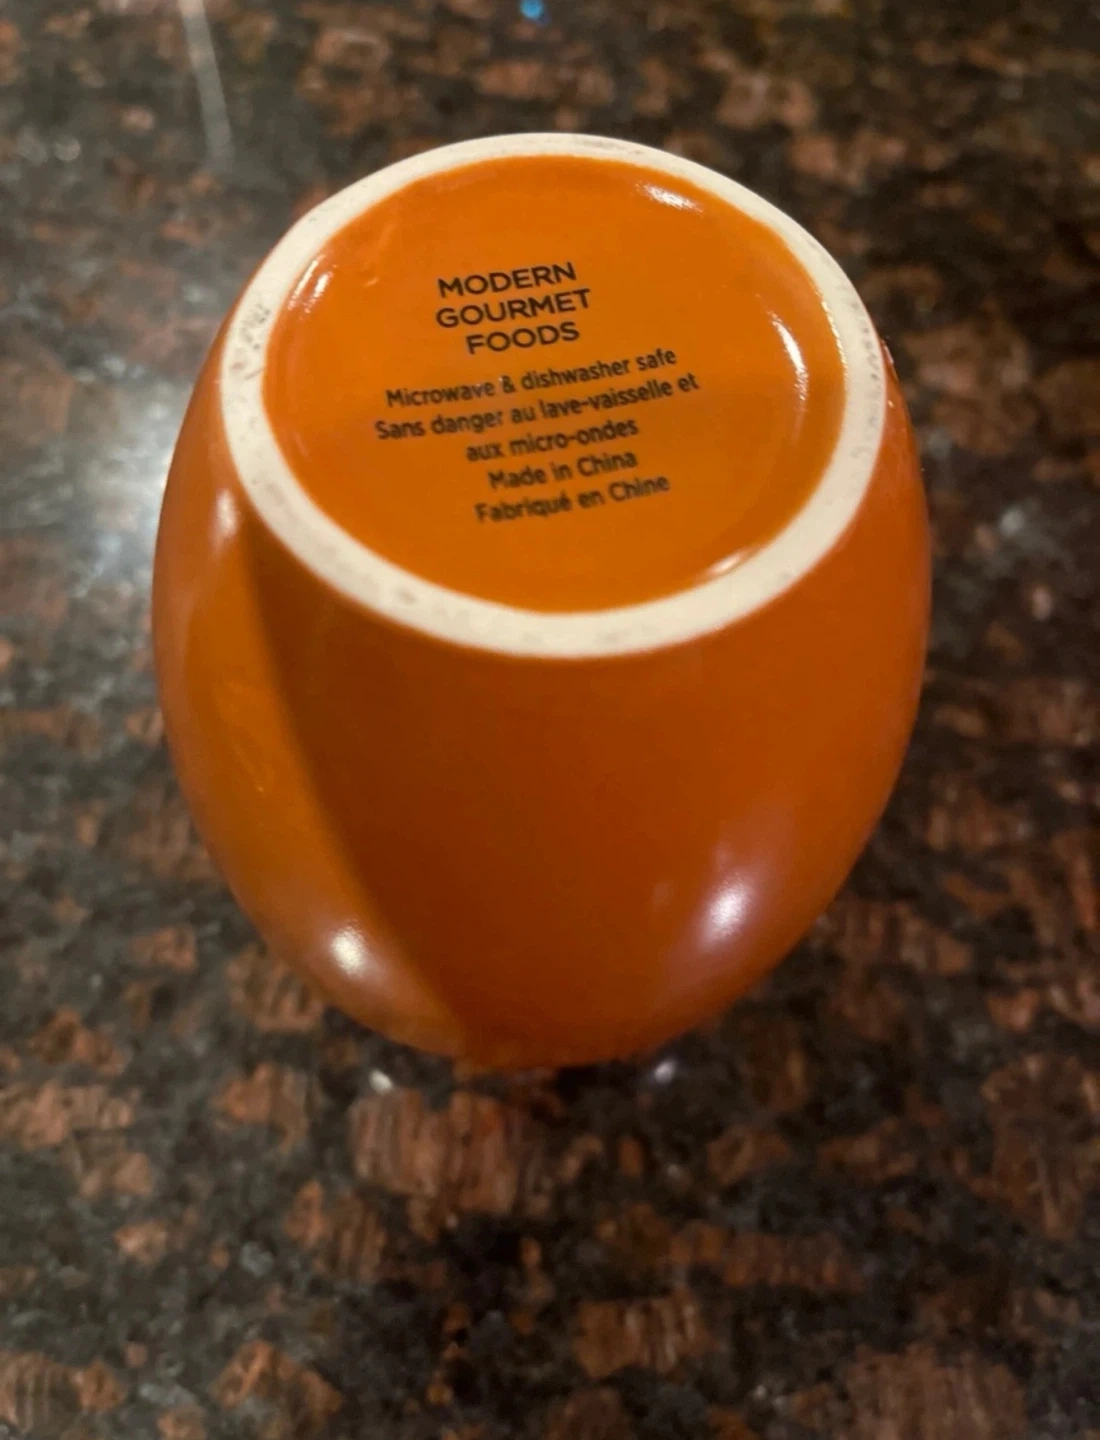 MODERN
GOURMET
FOODS
Microwave & dishwasher safe
Sans danger au lave-vaisselle et
aux micro-ondes
Made in China
Fabriqué en Chine